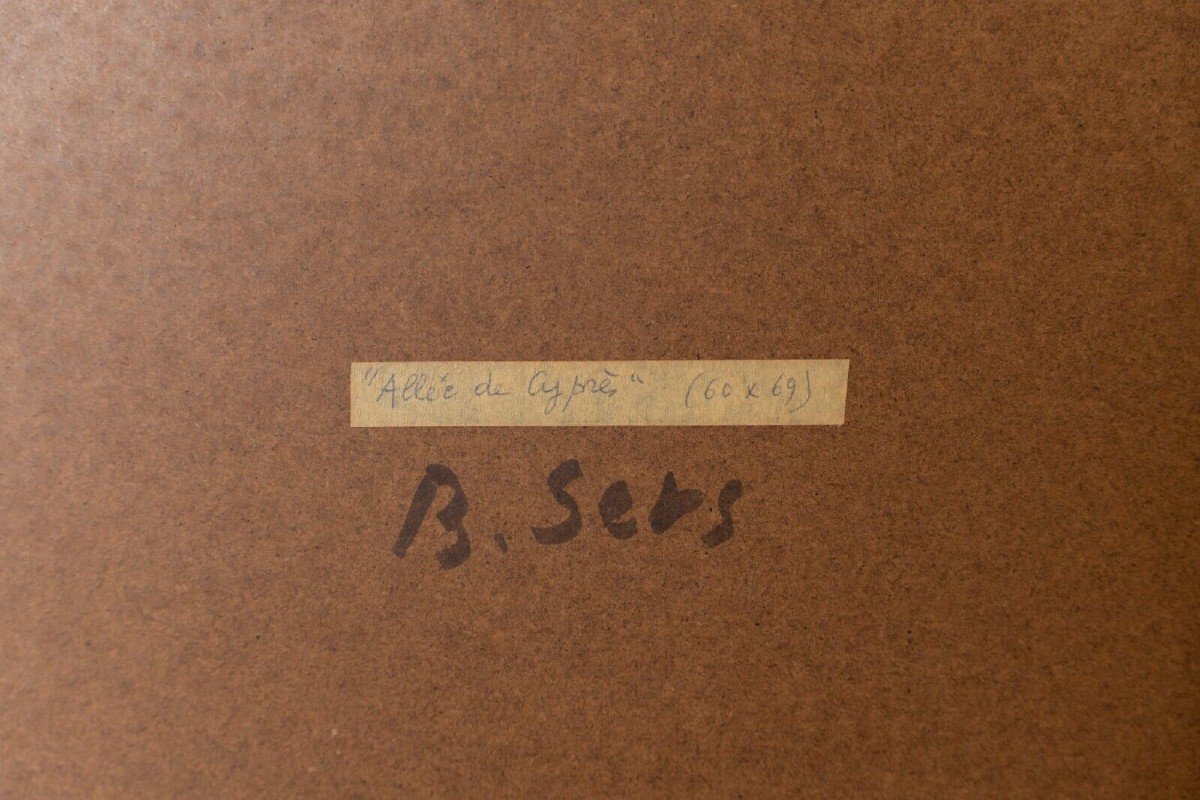 "Allée de Cyprès" (60 x 69)
B. Sers